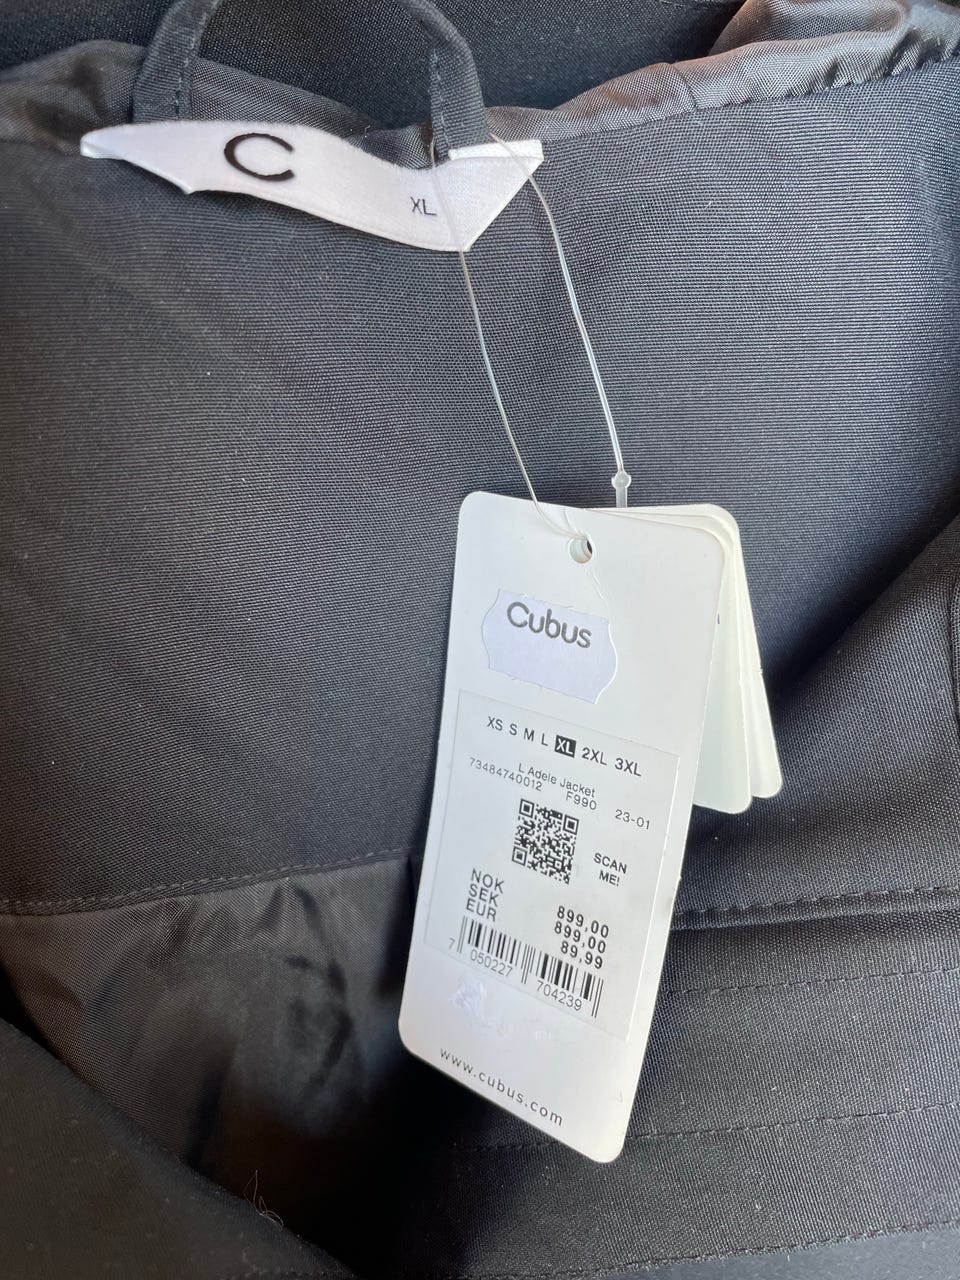 C
XL
Cubus
XS S M L XL 2XL 3XL
L Adele Jacket
73484740012 F990 23-01
SCAN
ME!
NOK 899,00
SEK 899,00
EUR 89,99
7 050227 704239
www.cubus.com